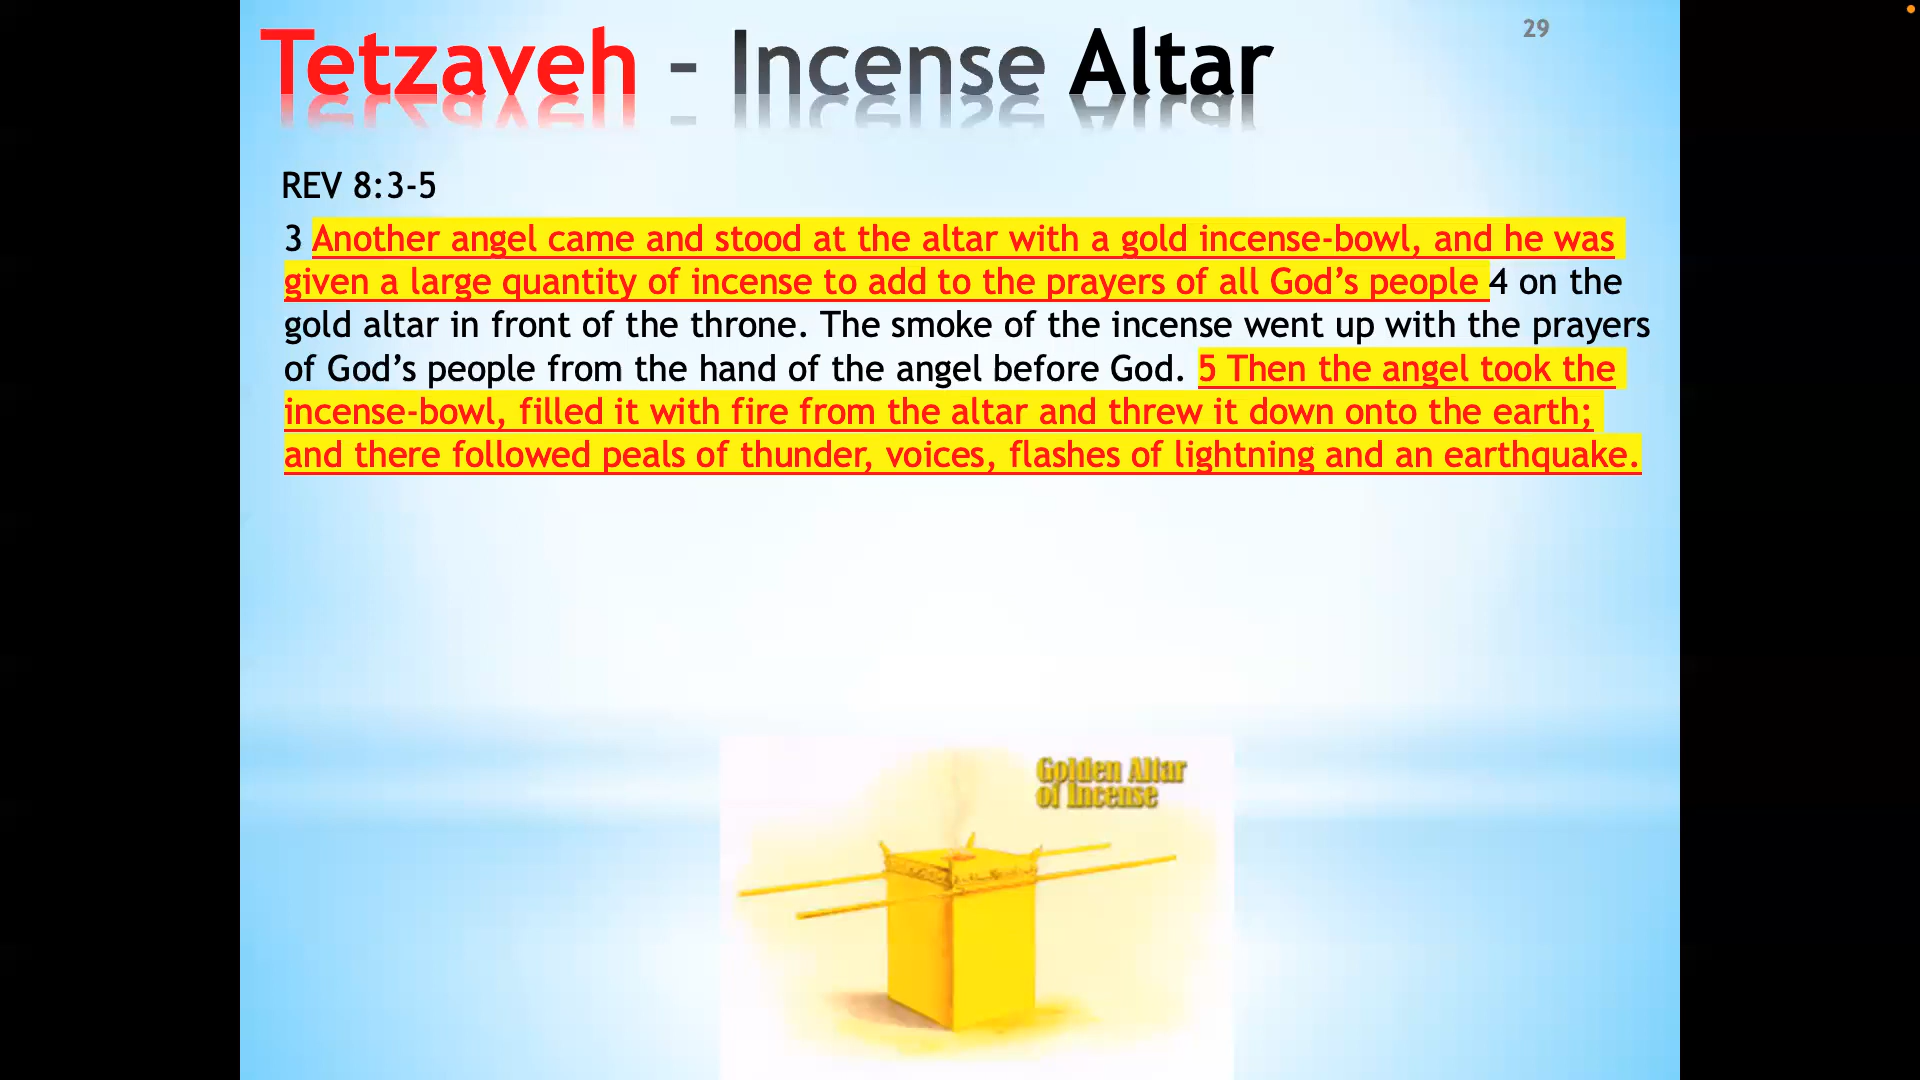 Tetzaveh - Incense Altar
29
REV 8:3-5
3 Another angel came and stood at the altar with a gold incense-bowl, and he was
given a large quantity of incense to add to the prayers of all God’s people 4 on the
gold altar in front of the throne. The smoke of the incense went up with the prayers
of God’s people from the hand of the angel before God. 5 Then the angel took the
incense-bowl, filled it with fire from the altar and threw it down onto the earth;
and there followed peals of thunder, voices, flashes of lightning and an earthquake.
Golden Altar
of Incense